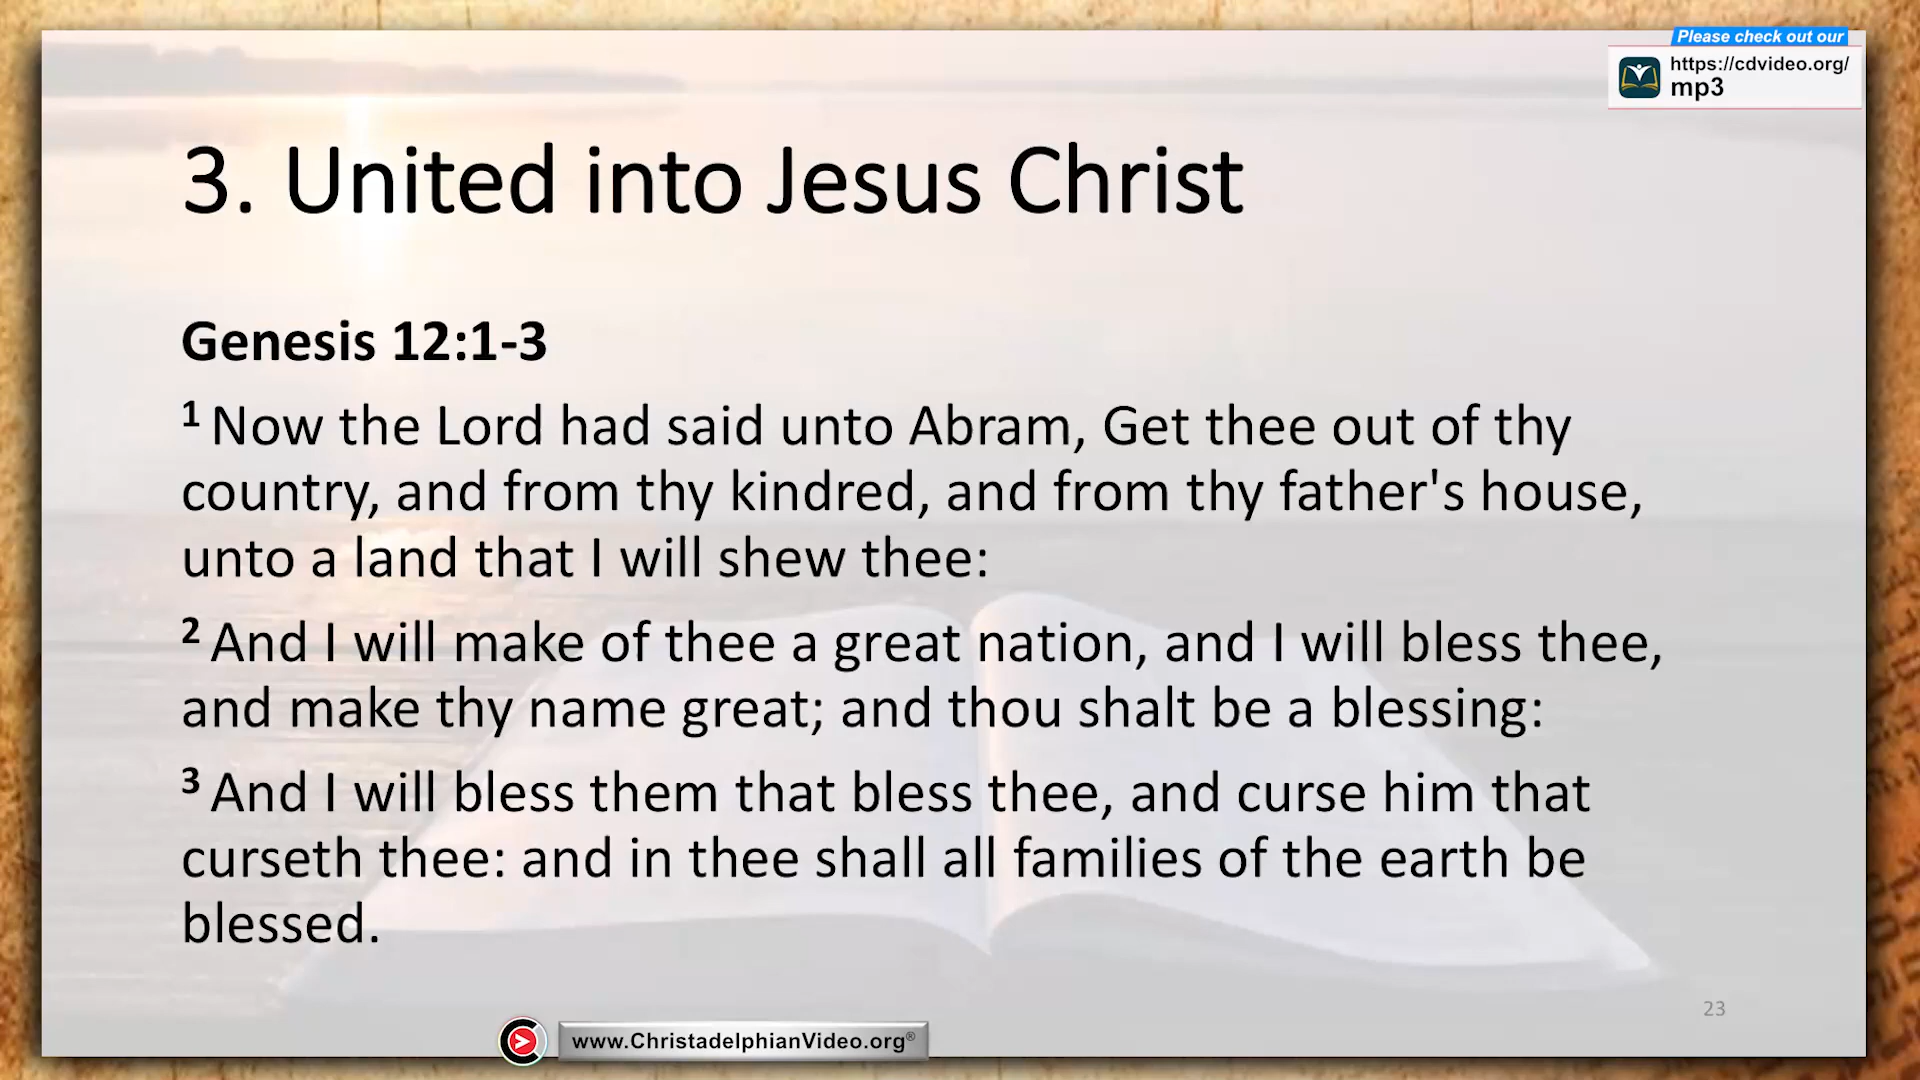 Please check out our
https://cdvideo.org/
mp3
3. United into Jesus Christ
Genesis 12:1-3
1 Now the Lord had said unto Abram, Get thee out of thy
country, and from thy kindred, and from thy father's house,
unto a land that I will shew thee:
2 And I will make of thee a great nation, and I will bless thee,
and make thy name great; and thou shalt be a blessing:
3 And I will bless them that bless thee, and curse him that
curseth thee: and in thee shall all families of the earth be
blessed.
23
www.ChristadelphianVideo.org®